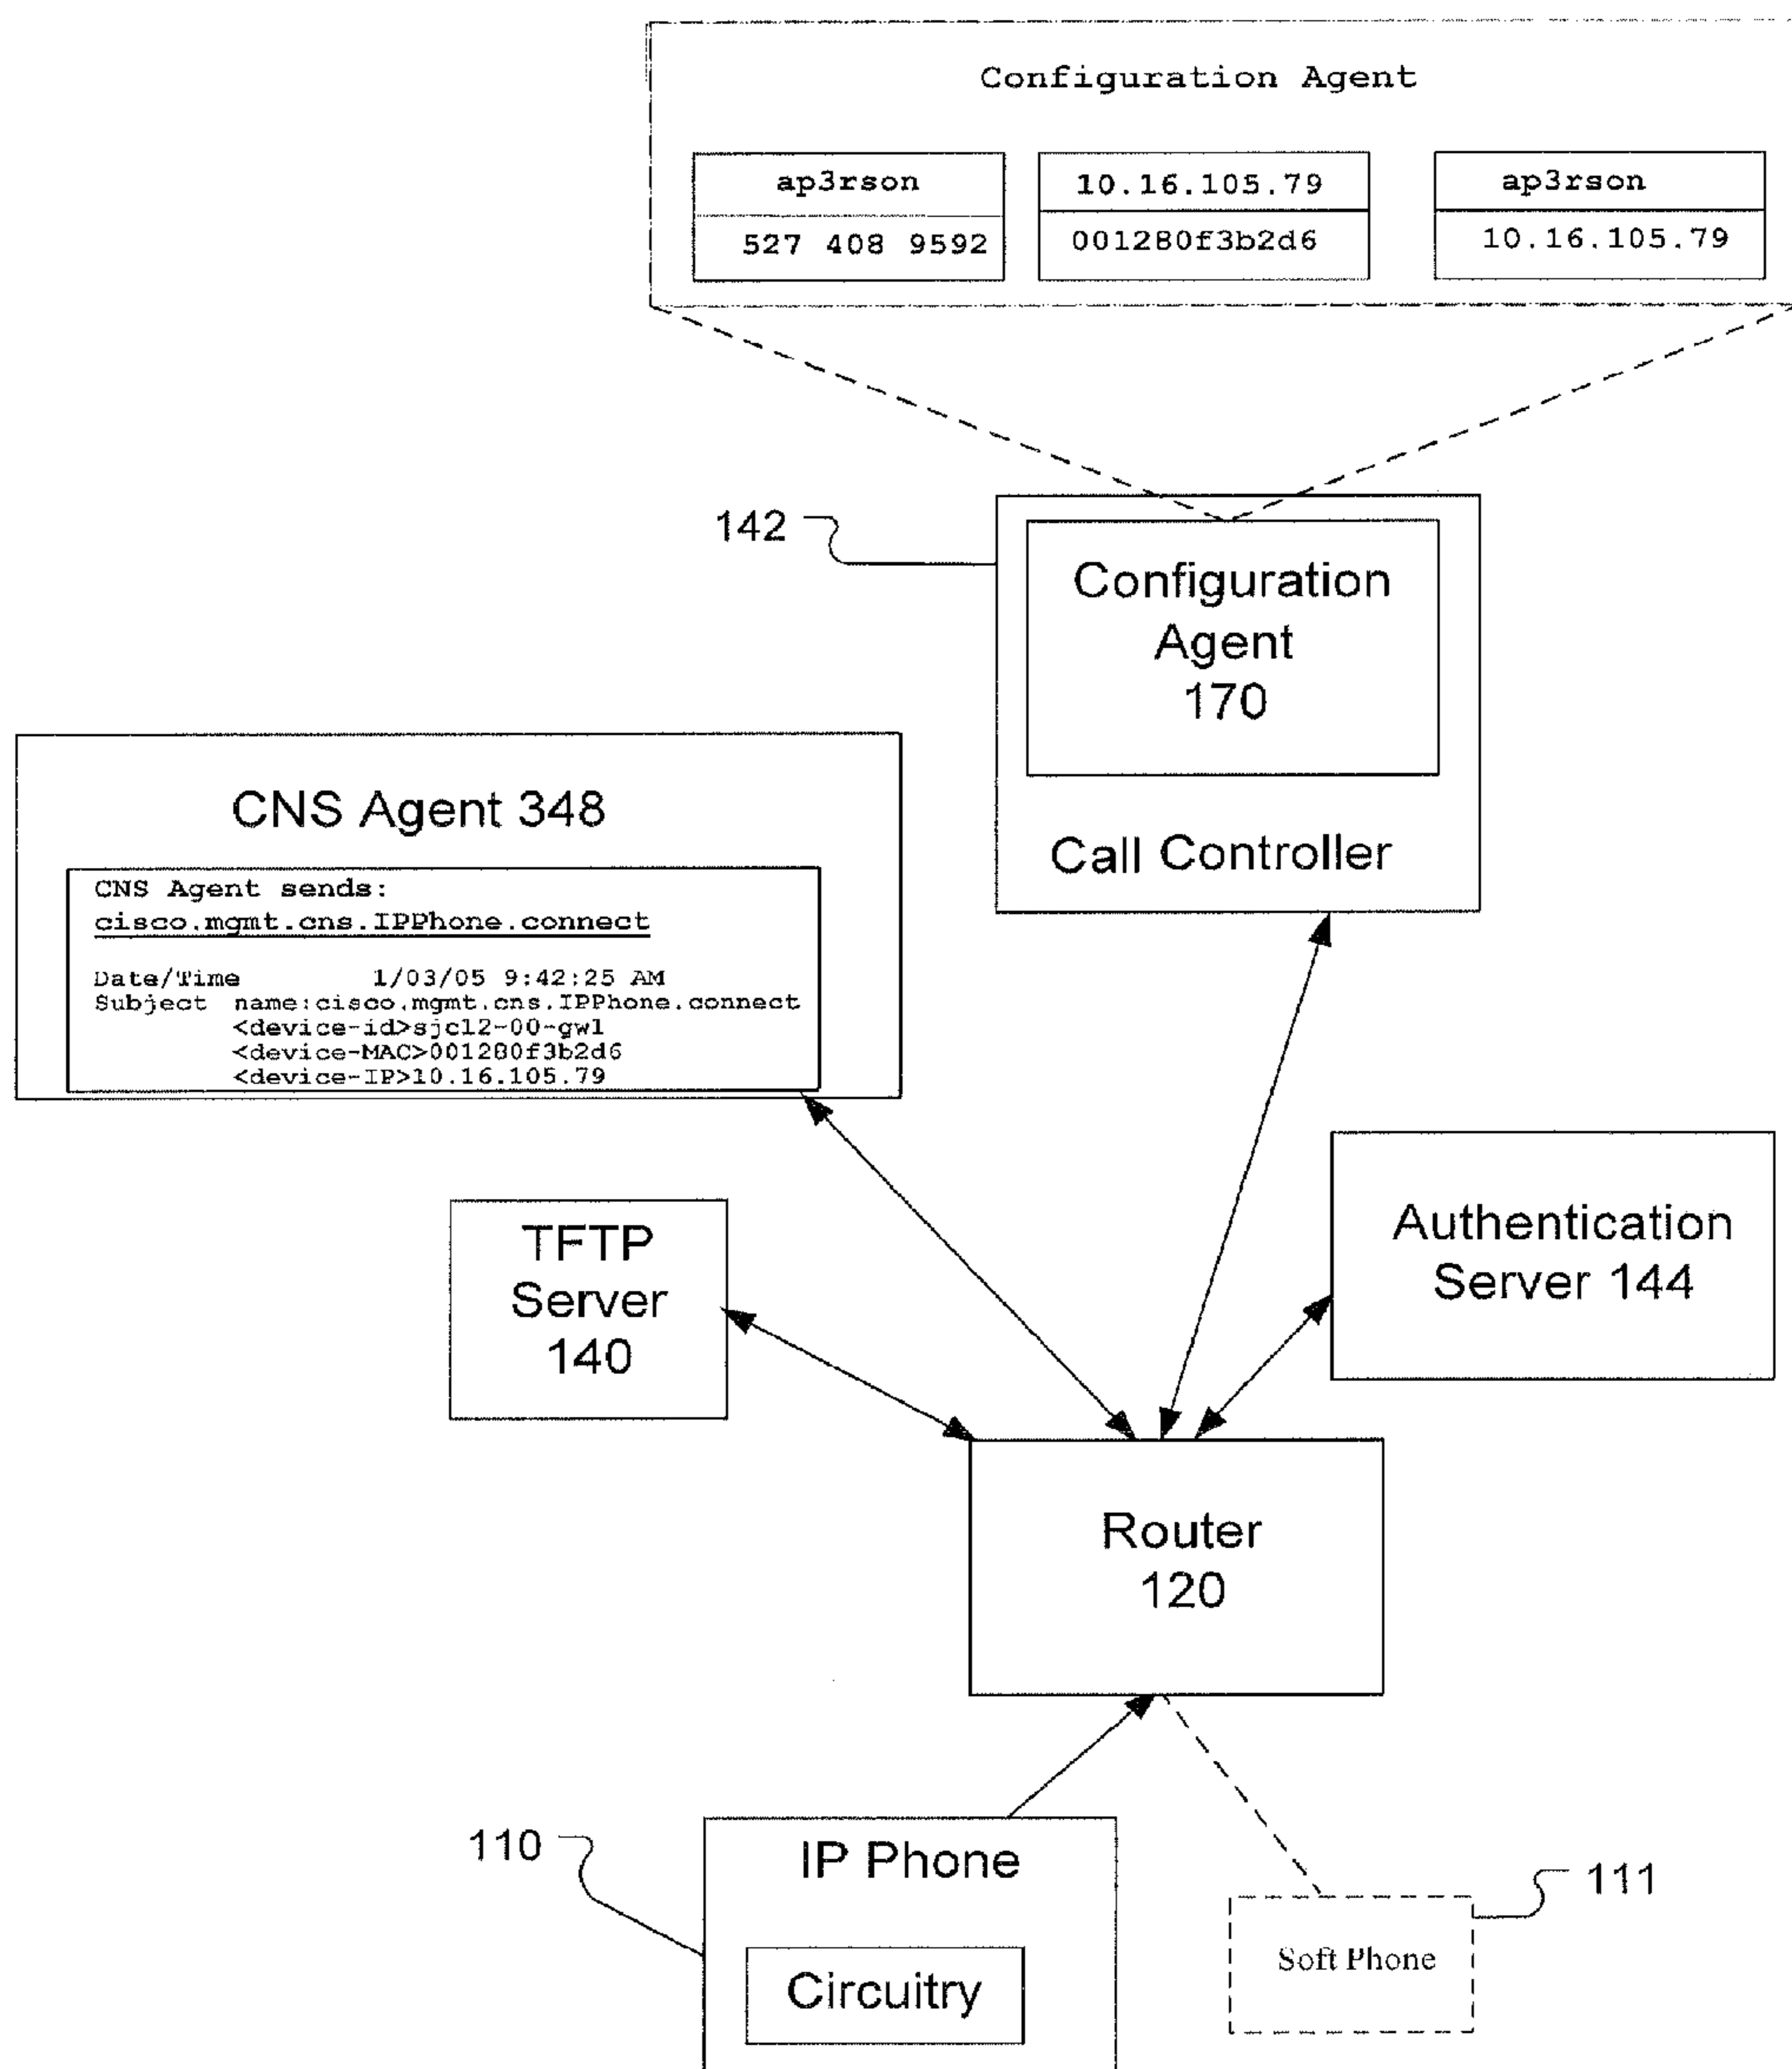 Configuration Agent
ap3rson
527 408 9592
10.16.105.79
001280f3b2d6
ap3rson
10.16.105.79
142
Configuration
Agent
170
Call Controller
CNS Agent 348
CNS Agent sends:
cisco.mgmt.cns.IPPhone.connect
Date/Time 1/03/05 9:42:25 AM
Subject name:cisco.mgmt.cns.IPPhone.connect
<device-id>sjc12-00-gw1
<device-MAC>001280f3b2d6
<device-IP>10.16.105.79
TFTP
Server
140
Authentication
Server 144
Router
120
110
IP Phone
Circuitry
111
Soft Phone